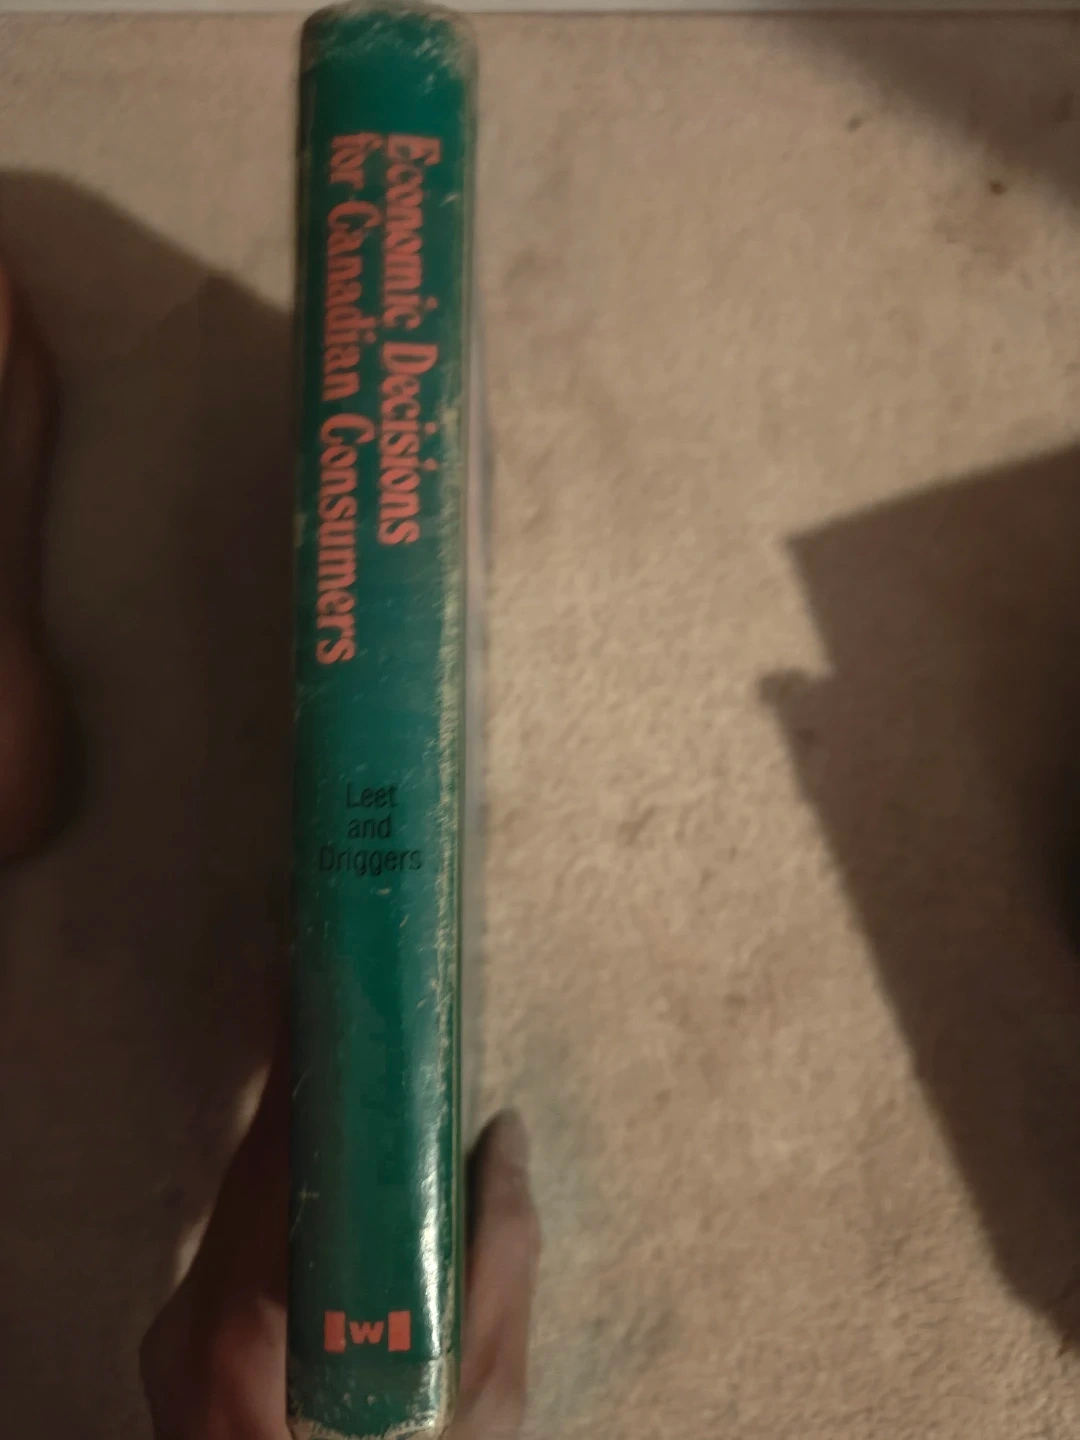 Economic Decisions
for Canadian Consumers
Leet
and
Driggers
W